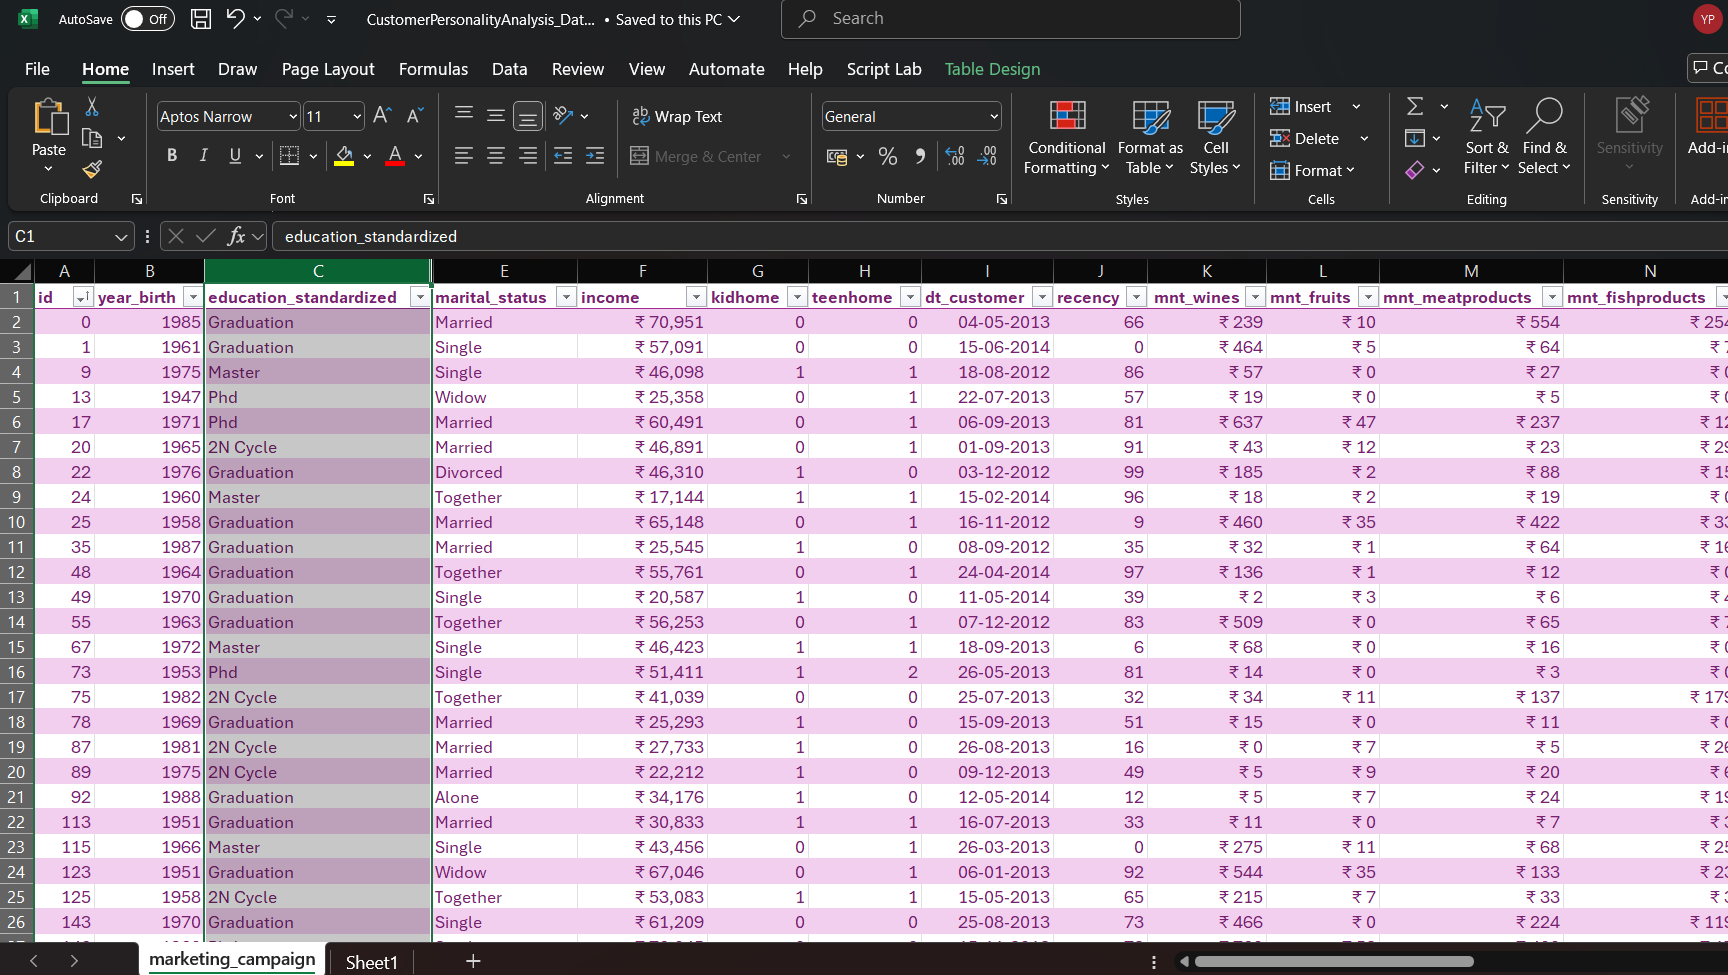 AutoSave Off CustomerPersonalityAnalysis_Dat... • Saved to this PC Search YP
File Home Insert Draw Page Layout Formulas Data Review View Automate Help Script Lab Table Design
Paste Aptos Narrow 11 Wrap Text General Conditional Formatting Format as Table Cell Styles Insert Sort & Filter Find & Select Sensitivity
B I U Merge & Center Delete
Format
Clipboard Font Alignment Number Styles Cells Editing Sensitivity
C1 fx education_standardized
A B C E F G H I J K L M N
1 id year_birth education_standardized marital_status income kidhome teenhome dt_customer recency mnt_wines mnt_fruits mnt_meatproducts mnt_fishproducts
2 0 1985 Graduation Married ₹ 70,951 0 0 04-05-2013 66 ₹ 239 ₹ 10 ₹ 554
3 1 1961 Graduation Single ₹ 57,091 0 0 15-06-2014 0 ₹ 464 ₹ 5 ₹ 64
4 9 1975 Master Single ₹ 46,098 1 1 18-08-2012 86 ₹ 57 ₹ 0 ₹ 27
5 13 1947 Phd Widow ₹ 25,358 0 1 22-07-2013 57 ₹ 19 ₹ 0 ₹ 5
6 17 1971 Phd Married ₹ 60,491 0 1 06-09-2013 81 ₹ 637 ₹ 47 ₹ 237
7 20 1965 2N Cycle Married ₹ 46,891 0 1 01-09-2013 91 ₹ 43 ₹ 12 ₹ 23
8 22 1976 Graduation Divorced ₹ 46,310 1 0 03-12-2012 99 ₹ 185 ₹ 2 ₹ 88
9 24 1960 Master Together ₹ 17,144 1 1 15-02-2014 96 ₹ 18 ₹ 2 ₹ 19
10 25 1958 Graduation Married ₹ 65,148 0 1 16-11-2012 9 ₹ 460 ₹ 35 ₹ 422
11 35 1987 Graduation Married ₹ 25,545 1 0 08-09-2012 35 ₹ 32 ₹ 1 ₹ 64
12 48 1964 Graduation Together ₹ 55,761 0 1 24-04-2014 97 ₹ 136 ₹ 1 ₹ 12
13 49 1970 Graduation Single ₹ 20,587 1 0 11-05-2014 39 ₹ 2 ₹ 3 ₹ 6
14 55 1963 Graduation Together ₹ 56,253 0 1 07-12-2012 83 ₹ 509 ₹ 0 ₹ 65
15 67 1972 Master Single ₹ 46,423 1 1 18-09-2013 6 ₹ 68 ₹ 0 ₹ 16
16 73 1953 Phd Single ₹ 51,411 1 2 26-05-2013 81 ₹ 14 ₹ 0 ₹ 3
17 75 1982 2N Cycle Together ₹ 41,039 0 0 25-07-2013 32 ₹ 34 ₹ 11 ₹ 137
18 78 1969 Graduation Married ₹ 25,293 1 0 15-09-2013 51 ₹ 15 ₹ 0 ₹ 11
19 87 1981 2N Cycle Married ₹ 27,733 1 0 26-08-2013 16 ₹ 0 ₹ 7 ₹ 5
20 89 1975 2N Cycle Married ₹ 22,212 1 0 09-12-2013 49 ₹ 5 ₹ 9 ₹ 20
21 92 1988 Graduation Alone ₹ 34,176 1 0 12-05-2014 12 ₹ 5 ₹ 7 ₹ 24
22 113 1951 Graduation Married ₹ 30,833 1 1 16-07-2013 33 ₹ 11 ₹ 0 ₹ 7
23 115 1966 Master Single ₹ 43,456 0 1 26-03-2013 0 ₹ 275 ₹ 11 ₹ 68
24 123 1951 Graduation Widow ₹ 67,046 0 1 06-01-2013 92 ₹ 544 ₹ 35 ₹ 133
25 125 1958 2N Cycle Together ₹ 53,083 1 1 15-05-2013 65 ₹ 215 ₹ 7 ₹ 33
26 143 1970 Graduation Single ₹ 61,209 0 0 25-08-2013 73 ₹ 466 ₹ 0 ₹ 224
marketing_campaign Sheet1